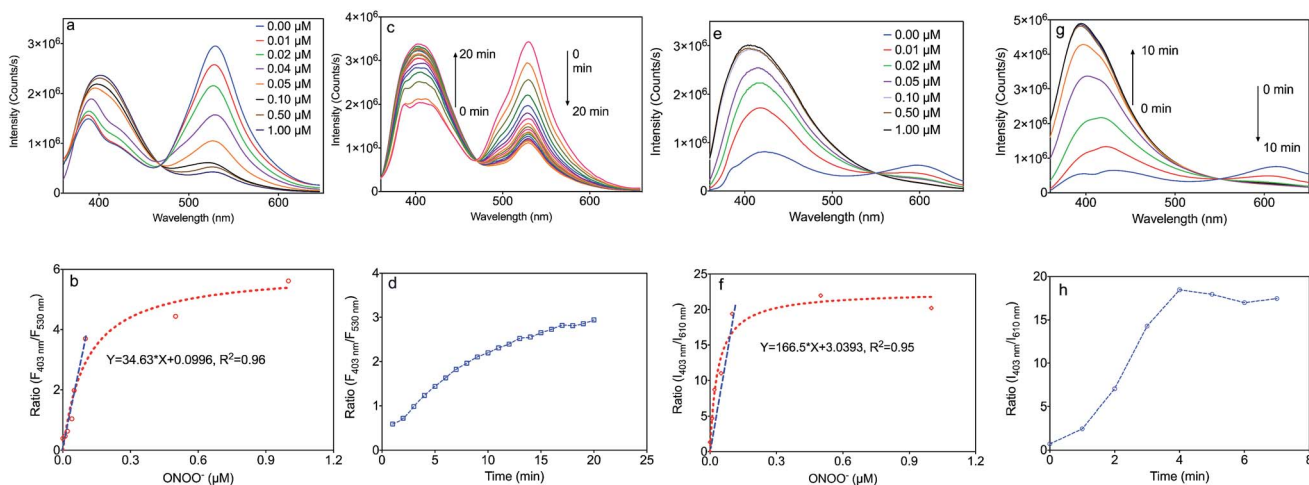 a
Intensity (Counts/s)
3×10⁶
2×10⁶
1×10⁶
0
400
500
600
Wavelength (nm)
0.00 µM
0.01 µM
0.02 µM
0.04 µM
0.05 µM
0.10 µM
0.50 µM
1.00 µM
c
Intensity (Counts/s)
4×10⁶
3×10⁶
2×10⁶
1×10⁶
0
400
500
600
Wavelength (nm)
20 min
0 min
0
min
20 min
e
Intensity (Counts/s)
3×10⁶
2×10⁶
1×10⁶
0
400
500
600
Wavelength (nm)
0.00 µM
0.01 µM
0.02 µM
0.05 µM
0.10 µM
0.50 µM
1.00 µM
g
Intensity (Counts/s)
5×10⁶
4×10⁶
3×10⁶
2×10⁶
1×10⁶
0
400
500
600
Wavelength (nm)
10 min
0 min
0 min
10 min
b
Ratio (F403 nm/F530 nm)
6
4
2
0
0.0
0.3
0.6
0.9
1.2
ONOO⁻ (µM)
Y=34.63*X+0.0996, R²=0.96
d
Ratio (F403 nm/F530 nm)
4
3
2
1
0
0
5
10
15
20
25
Time (min)
f
Ratio (I403 nm/I610 nm)
25
20
15
10
5
0
0.0
0.3
0.6
0.9
1.2
ONOO⁻ (µM)
Y=166.5*X+3.0393, R²=0.95
h
Ratio (I403 nm/I610 nm)
20
15
10
5
0
0
2
4
6
8
Time (min)